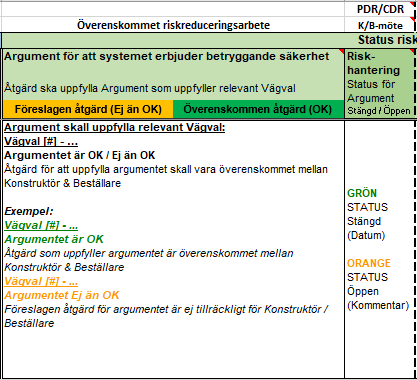 PDR/CDR
Överenskommet riskreduceringsarbete
K/B-möte
Status risk
Argument för att systemet erbjuder betryggande säkerhet
Åtgärd ska uppfylla Argument som uppfyller relevant Vägval
Föreslagen åtgärd (Ej än OK)
Överenskommen åtgärd (OK)
Risk-
hantering
Status för
Argument
Stängd / Öppen
Argument skall uppfylla relevant Vägval:
Vägval [#] - …
Argumentet är OK / Ej än OK
Åtgärd för att uppfylla argumentet skall vara överenskommet mellan
Konstruktör & Beställare
Exempel:
Vägval [#] - ...
Argumentet är OK
Åtgärd som uppfyller argumentet är överenskommet mellan
Konstruktör & Beställare
Vägval [#] - ...
Argumentet Ej än OK
Föreslagen åtgärd för argumentet är ej tillräckligt för Konstruktör /
Beställare
GRÖN
STATUS
Stängd
(Datum)
ORANGE
STATUS
Öppen
(Kommentar)